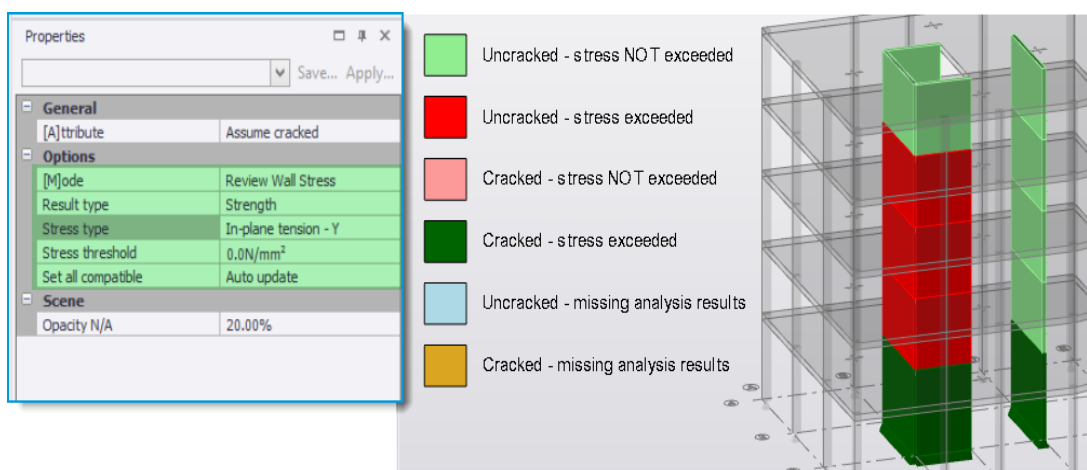 Properties
Save... Apply...
General
[A]ttribute Assume cracked
Options
[M]ode Review Wall Stress
Result type Strength
Stress type In-plane tension - Y
Stress threshold 0.0N/mm²
Set all compatible Auto update
Scene
Opacity N/A 20.00%
Uncracked - stress NOT exceeded
Uncracked - stress exceeded
Cracked - stress NOT exceeded
Cracked - stress exceeded
Uncracked - missing analysis results
Cracked - missing analysis results